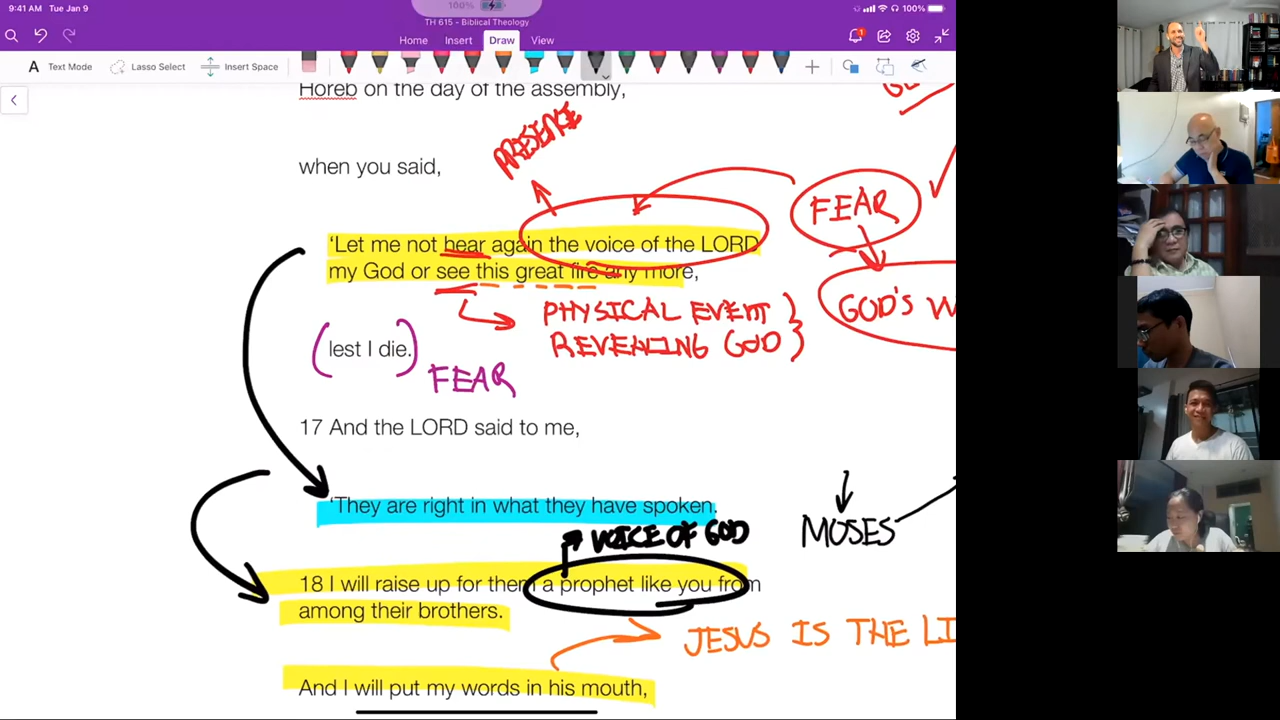 9:41 AM Tue Jan 9
100%
100%
TH 615 - Biblical Theology
Home Insert Draw View
1
A Text Mode Lasso Select Insert Space
Horeb on the day of the assembly,
PRESENCE
when you said,
FEAR
'Let me not hear again the voice of the LORD
my God or see this great fire any more,
PHYSICAL EVENT
REVEALING GOD
GOD'S W
(lest I die.)
FEAR
17 And the LORD said to me,
'They are right in what they have spoken.
VOICE OF GOD
MOSES
18 I will raise up for them a prophet like you from
among their brothers.
JESUS IS THE LI
And I will put my words in his mouth,